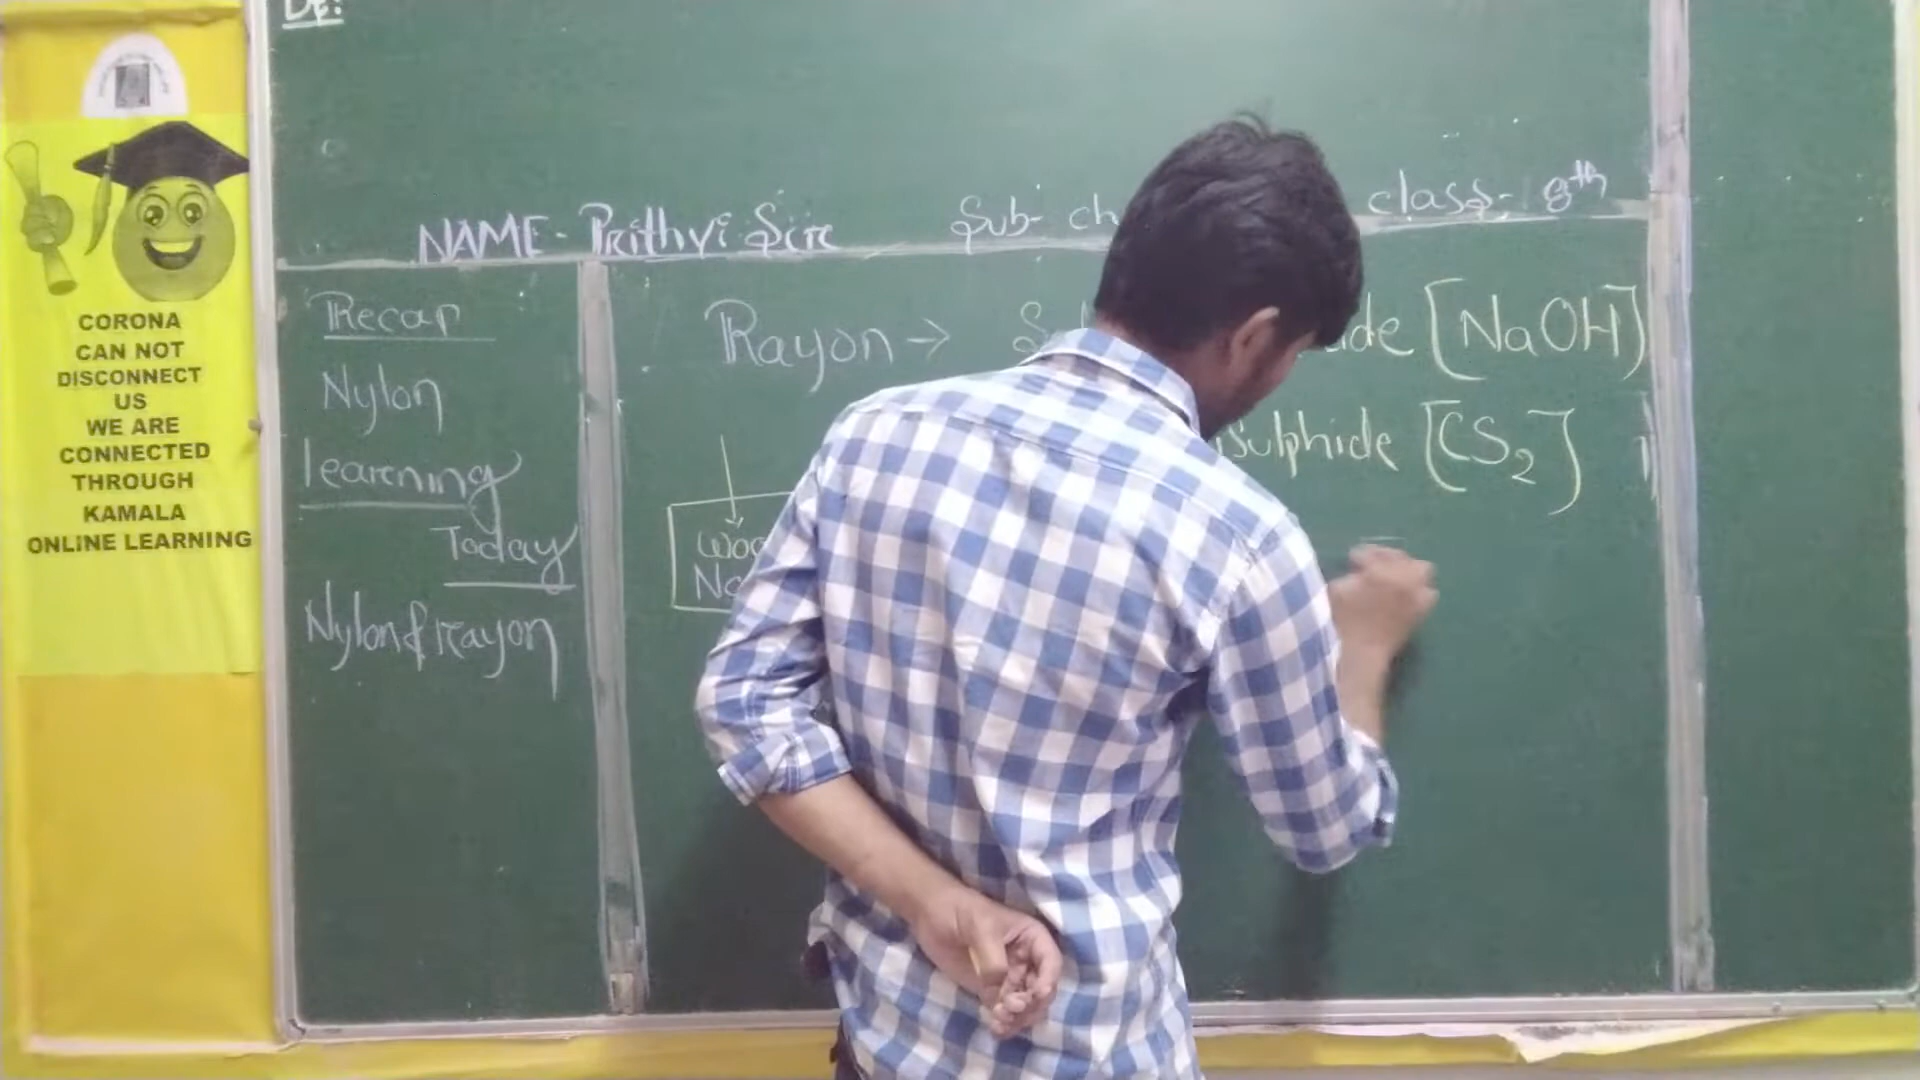 CORONA
CAN NOT
DISCONNECT
US
WE ARE
CONNECTED
THROUGH
KAMALA
ONLINE LEARNING
NAME - Prithvi Sir Sub- ch class- 8th
Recap
Nylon
learning
Today
Nylon & rayon
Rayon → S ide [NaOH]
sulphide [CS2]
Woo
Na